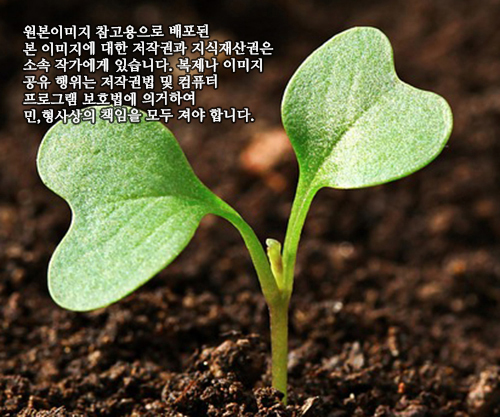 원본이미지 참고용으로 배포된
본 이미지에 대한 저작권과 지식재산권은
소속 작가에게 있습니다. 복제나 이미지
공유 행위는 저작권법 및 컴퓨터
프로그램 보호법에 의거하여
민,형사상의 책임을 모두 져야 합니다.